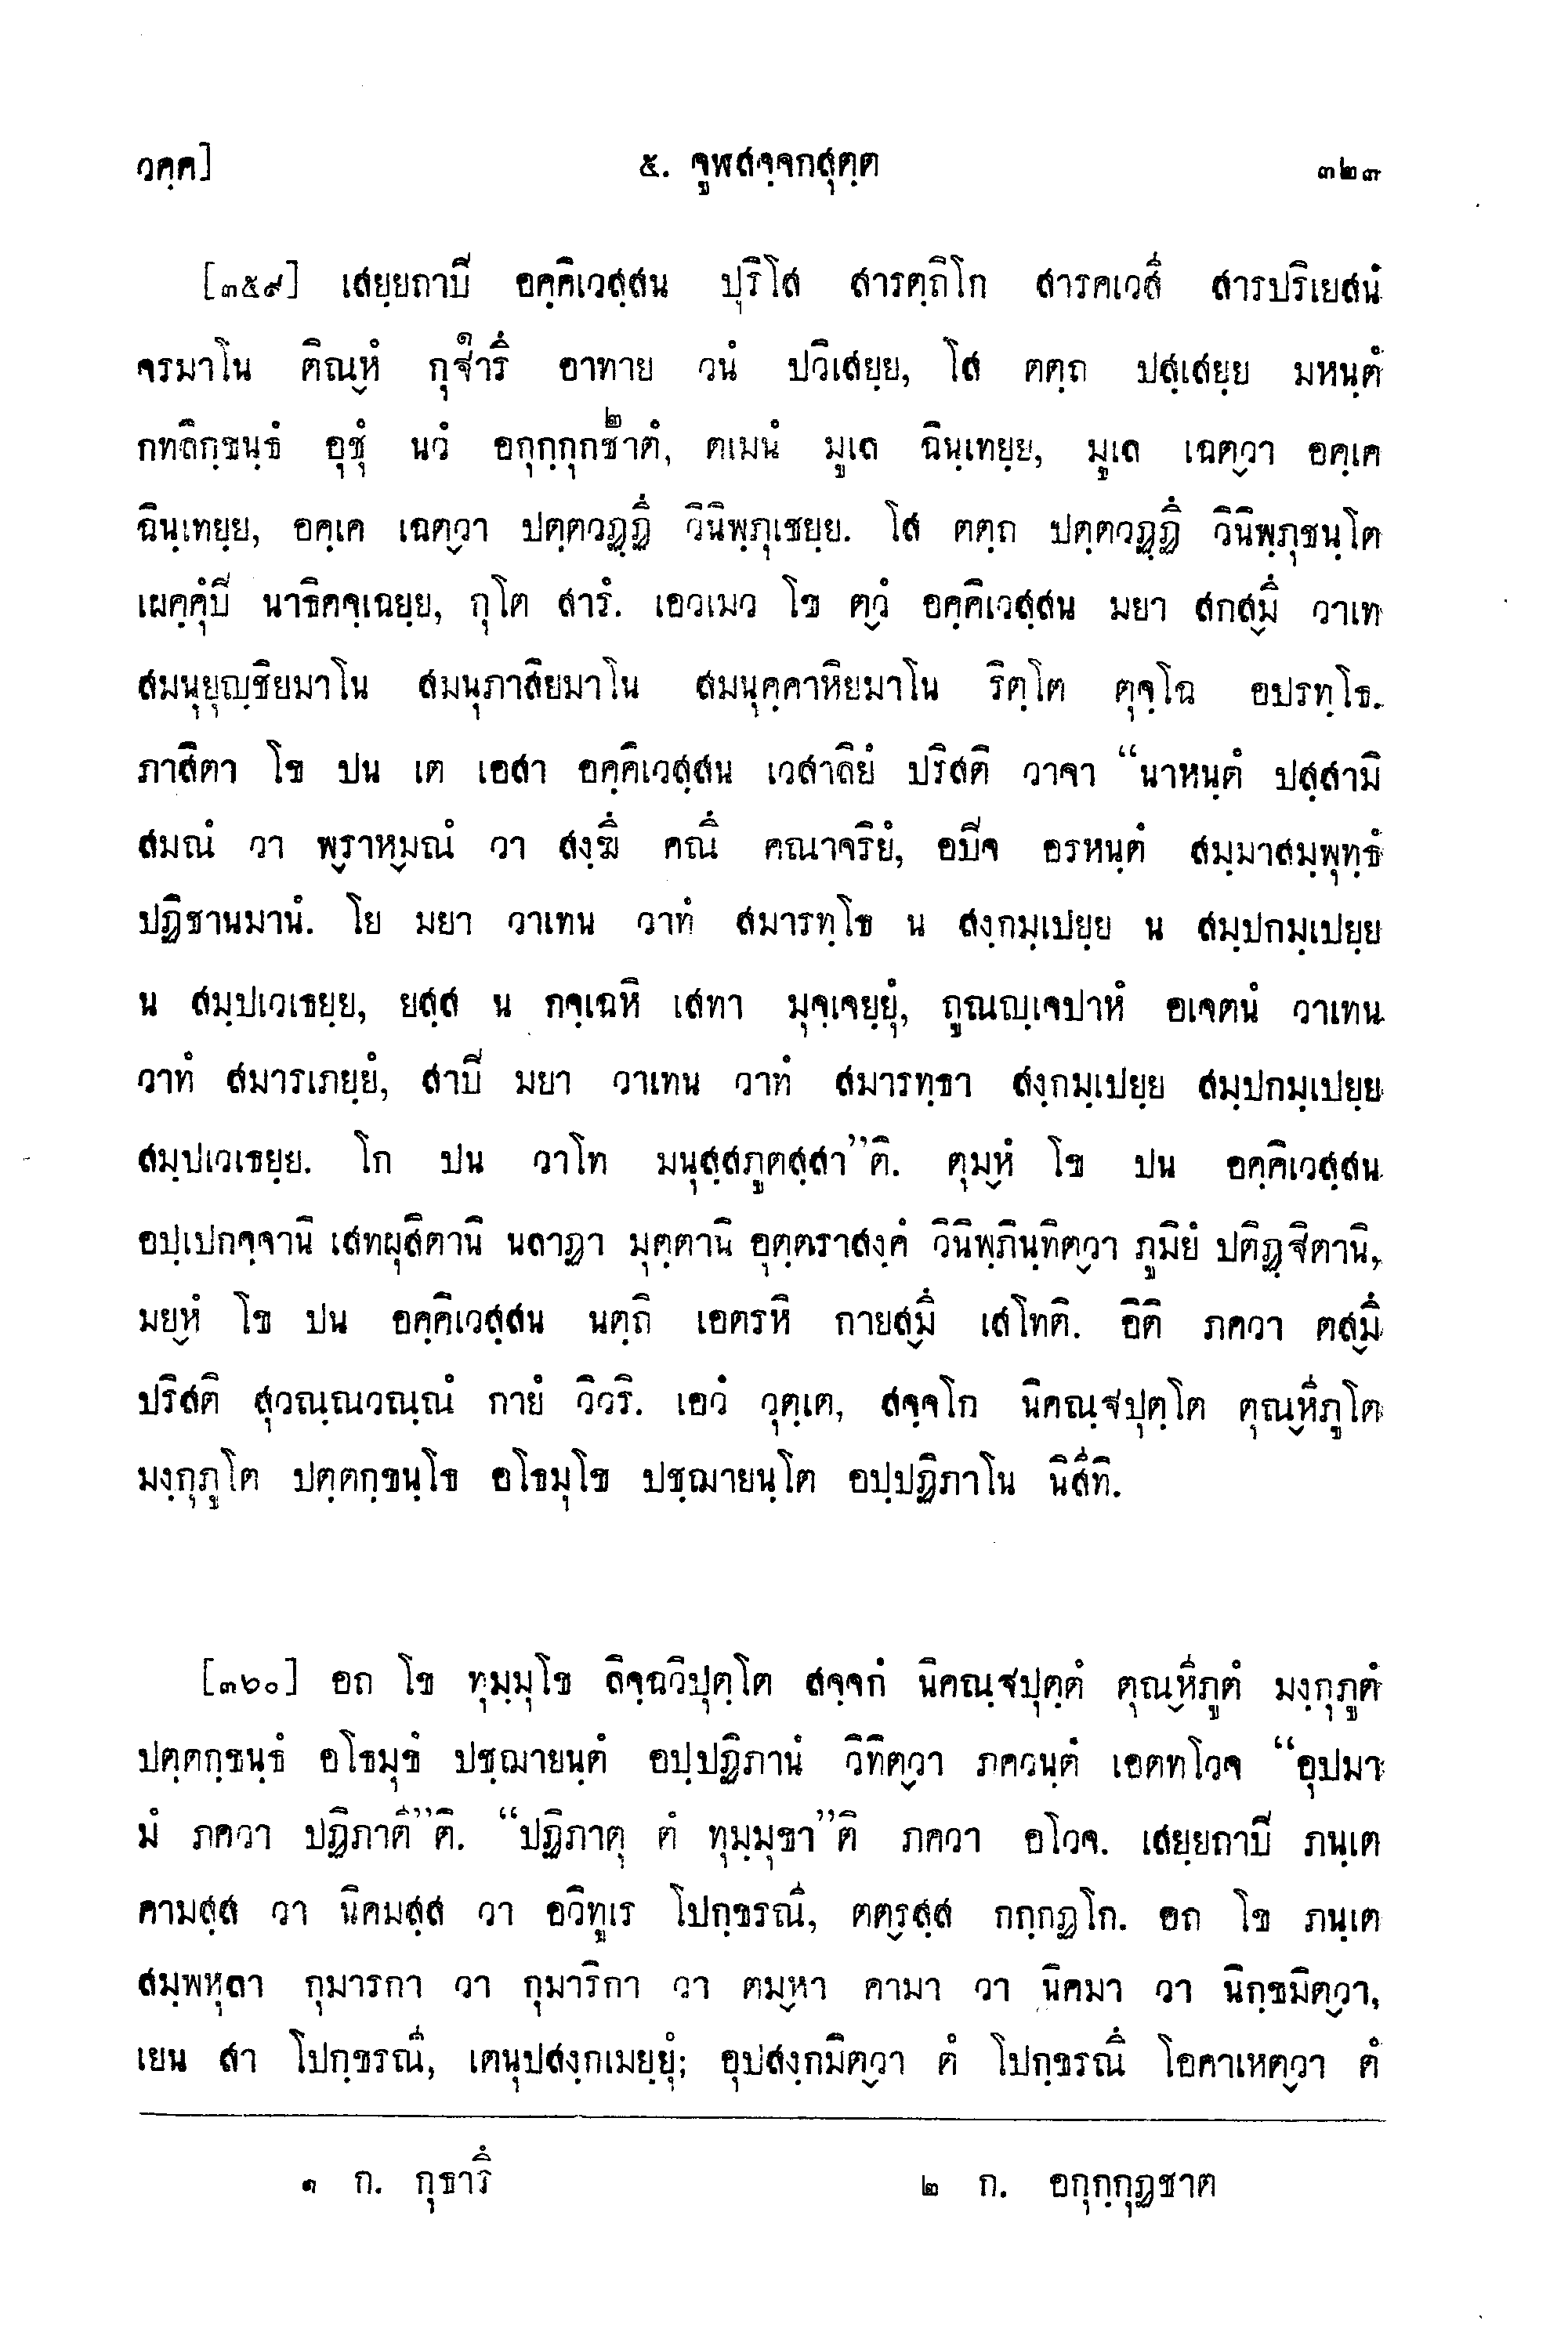 วคฺค]	๕. จูฬสจฺจกสุตฺต	๓๒๓
[๓๕๙] เสยฺยถาปิ อคฺคิเวสฺสน ปุริโส สารตฺถิโก สารคเวสี สารปริเยสนํ
จรมาโน ติณฺหํ กุฐาริํ๑ อาทาย วนํ ปวิเสยฺย, โส ตตฺถ ปสฺเสยฺย มหนฺตํ
กทลิกฺขนฺธํ อุชุํ นวํ อกุกฺกุกชาตํ๒, ตเมนํ มูเล ฉินฺเทยฺย, มูเล เฉตฺวา อคฺเค
ฉินฺเทยฺย, อคฺเค เฉตฺวา ปตฺตวฏฺฏิํ วินิพฺภุเชยฺย. โส ตตฺถ ปตฺตวฏฺฏิํ วินิพฺภุชนฺโต
เผคฺคุํปิ นาธิคจฺเฉยฺย, กุโต สารํ. เอวเมว โข ตฺวํ อคฺคิเวสฺสน มยา สกสฺมิํ วาเท
สมนุยุญฺชิยมาโน สมนุภาสิยมาโน สมนุคฺคาหิยมาโน ริตฺโต ตุจฺโฉ อปรทฺโธ.
ภาสิตา โข ปน เต เอสา อคฺคิเวสฺสน เวสาลิยํ ปริสติ วาจา “นาหนฺตํ ปสฺสามิ
สมณํ วา พฺราหฺมณํ วา สงฺฆิํ คณิํ คณาจริยํ, อปิจ อรหนฺตํ สมฺมาสมฺพุทฺธํ
ปฏิชานมานํ. โย มยา วาเทน วาทํ สมารทฺโธ น สงฺกมฺเปยฺย น สมฺปกมฺเปยฺย
น สมฺปเวเธยฺย, ยสฺส น กจฺเฉหิ เสทา มุจฺเจยฺยุํ, ถูณญฺเจปาหํ อเจตนํ วาเทน
วาทํ สมารเภยฺยํ, สาปิ มยา วาเทน วาทํ สมารทฺธา สงฺกมฺเปยฺย สมฺปกมฺเปยฺย
สมฺปเวเธยฺย. โก ปน วาโท มนุสฺสภูตสฺสา”ติ. ตุมฺหํ โข ปน อคฺคิเวสฺสน
อปฺเปกจฺจานิ เสทผุสิตานิ นลาฏา มุตฺตานิ อุตฺตราสงฺคํ วินิพฺภินฺทิตฺวา ภูมิยํ ปติฏฺฐิตานิ,
มยฺหํ โข ปน อคฺคิเวสฺสน นตฺถิ เอตรหิ กายสฺมิํ เสโทติ. อิติ ภควา ตสฺมิํ
ปริสติ สุวณฺณวณฺณํ กายํ วิวริ. เอวํ วุตฺเต, สจฺจโก นิคณฺฐปุตฺโต ตุณฺหีภูโต
มงฺกุภูโต ปตฺตกฺขนฺโธ อโธมุโข ปชฺฌายนฺโต อปฺปฏิภาโน นิสีทิ.
[๓๖๐] อถ โข ทุมฺมุโข ลิจฺฉวิปุตฺโต สจฺจกํ นิคณฺฐปุตฺตํ ตุณฺหีภูตํ มงฺกุภูตํ
ปตฺตกฺขนฺธํ อโธมุขํ ปชฺฌายนฺตํ อปฺปฏิภานํ วิทิตฺวา ภควนฺตํ เอตทโวจ “อุปมา
มํ ภควา ปฏิภาตี”ติ. “ปฏิภาตุ ตํ ทุมฺมุขา”ติ ภควา อโวจ. เสยฺยถาปิ ภนฺเต
คามสฺส วา นิคมสฺส วา อวิทูเร โปกฺขรณี, ตตฺรสฺส กกฺกฏโก. อถ โข ภนฺเต
สมฺพหุลา กุมารกา วา กุมาริกา วา ตมฺหา คามา วา นิคมา วา นิกฺขมิตฺวา,
เยน สา โปกฺขรณี, เตนุปสงฺกเมยฺยุํ; อุปสงฺกมิตฺวา ตํ โปกฺขรณิํ โอคาเหตฺวา ตํ
๑ ก. กุธาริํ	๒ ก. อกุกฺกุฏชาต